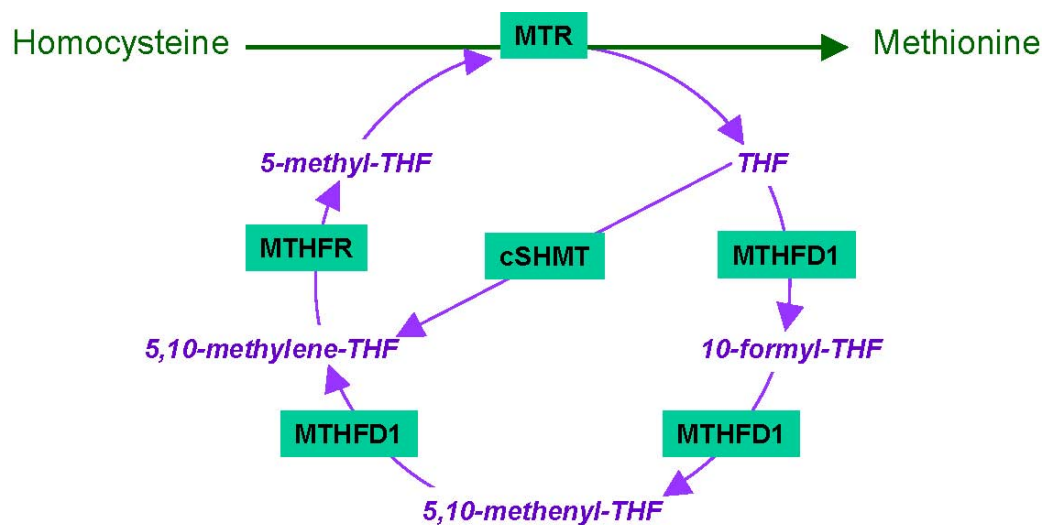 Homocysteine
MTR
Methionine
5-methyl-THF
THF
MTHFR
cSHMT
MTHFD1
5,10-methylene-THF
10-formyl-THF
MTHFD1
MTHFD1
5,10-methenyl-THF